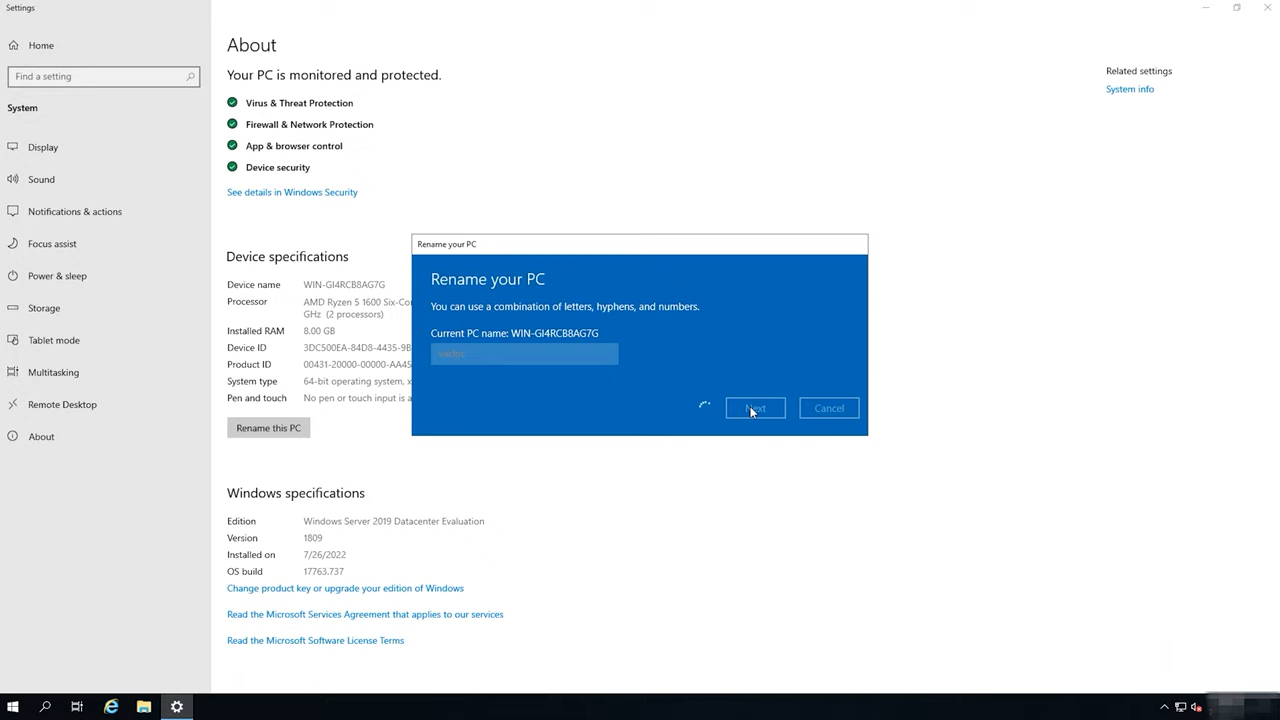 Settings
Home
Find a setting
System
Display
Sound
Notifications & actions
Focus assist
Power & sleep
Storage
Tablet mode
Multitasking
Remote Desktop
About
About
Your PC is monitored and protected.
Virus & Threat Protection
Firewall & Network Protection
App & browser control
Device security
See details in Windows Security
Device specifications
Device name WIN-GI4RCB8AG7G
Processor AMD Ryzen 5 1600 Six-Co
GHz (2 processors)
Installed RAM 8.00 GB
Device ID 3DC500EA-84D8-4435-9B
Product ID 00431-20000-00000-AA45
System type 64-bit operating system, x
Pen and touch No pen or touch input is a
Rename this PC
Windows specifications
Edition Windows Server 2019 Datacenter Evaluation
Version 1809
Installed on 7/26/2022
OS build 17763.737
Change product key or upgrade your edition of Windows
Read the Microsoft Services Agreement that applies to our services
Read the Microsoft Software License Terms
Rename your PC
Rename your PC
You can use a combination of letters, hyphens, and numbers.
Current PC name: WIN-GI4RCB8AG7G
Next
Cancel
Related settings
System info